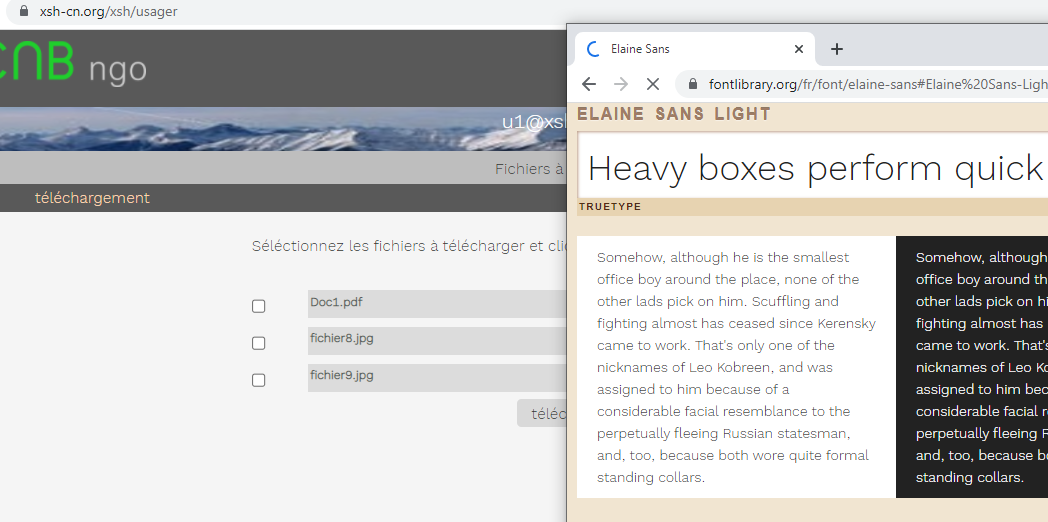 xsh-cn.org/xsh/usager
CNB ngo
u1@xsh
Fichiers à
téléchargement
Séléctionnez les fichiers à télécharger et
Doc1.pdf
fichier8.jpg
fichier9.jpg
Elaine Sans
fontlibrary.org/fr/font/elaine-sans#Elaine%20Sans-Ligh
ELAINE SANS LIGHT
Heavy boxes perform quick
TRUETYPE
Somehow, although he is the smallest
office boy around the place, none of the
other lads pick on him. Scuffling and
fighting almost has ceased since Kerensky
came to work. That's only one of the
nicknames of Leo Kobreen, and was
assigned to him because of a
considerable facial resemblance to the
perpetually fleeing Russian statesman,
and, too, because both wore quite formal
standing collars.
Somehow, although
office boy around
other lads pick on
fighting almost has
came to work. That's
nicknames of Leo
assigned to him
considerable facial
perpetually fleeing
and, too, because
standing collars.